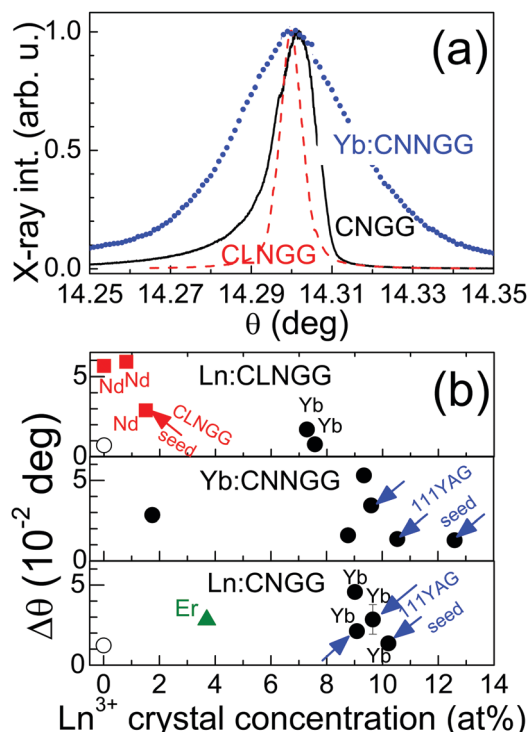 1.0
(a)
X-ray int. (arb. u.)
0.5
Yb:CNNGG
CNGG
CLNGG
0.0
14.25 14.27 14.29 14.31 14.33 14.35
θ (deg)
5
Nd Nd
Ln:CLNGG
(b)
Nd
CLNGG
seed
Yb
Yb
0
Yb:CNNGG
5
111YAG
seed
0
Ln:CNGG
5
Er
Yb
Yb
Yb
Yb
111YAG
seed
0
Δθ (10⁻² deg)
0 2 4 6 8 10 12 14
Ln³⁺ crystal concentration (at%)